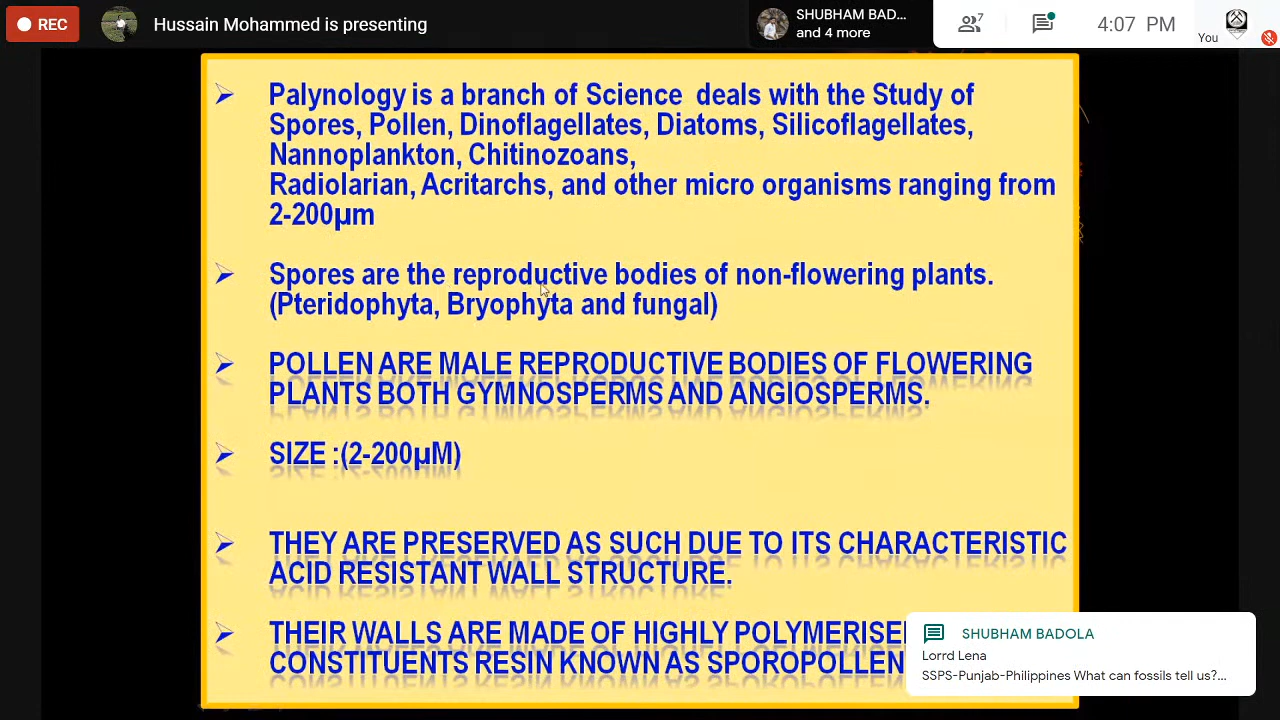 REC
Hussain Mohammed is presenting
SHUBHAM BAD...
and 4 more
7
4:07 PM
You
Palynology is a branch of Science deals with the Study of
Spores, Pollen, Dinoflagellates, Diatoms, Silicoflagellates,
Nannoplankton, Chitinozoans,
Radiolarian, Acritarchs, and other micro organisms ranging from
2-200µm
Spores are the reproductive bodies of non-flowering plants.
(Pteridophyta, Bryophyta and fungal)
POLLEN ARE MALE REPRODUCTIVE BODIES OF FLOWERING
PLANTS BOTH GYMNOSPERMS AND ANGIOSPERMS.
SIZE :(2-200µM)
THEY ARE PRESERVED AS SUCH DUE TO ITS CHARACTERISTIC
ACID RESISTANT WALL STRUCTURE.
THEIR WALLS ARE MADE OF HIGHLY POLYMERISE
CONSTITUENTS RESIN KNOWN AS SPOROPOLLEN
SHUBHAM BADOLA
Lorrd Lena
SSPS-Punjab-Philippines What can fossils tell us?...